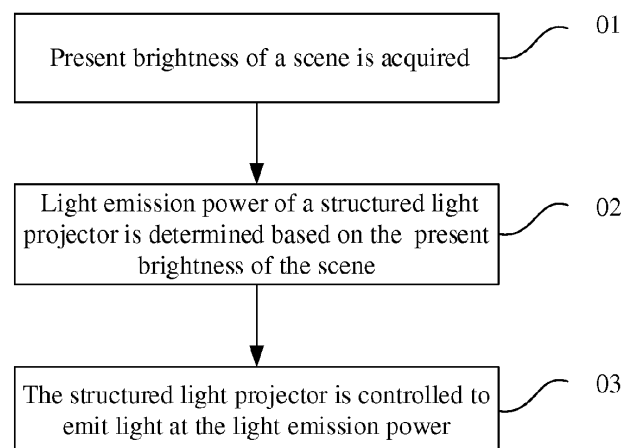 Present brightness of a scene is acquired
01
Light emission power of a structured light
projector is determined based on the present
brightness of the scene
02
The structured light projector is controlled to
emit light at the light emission power
03